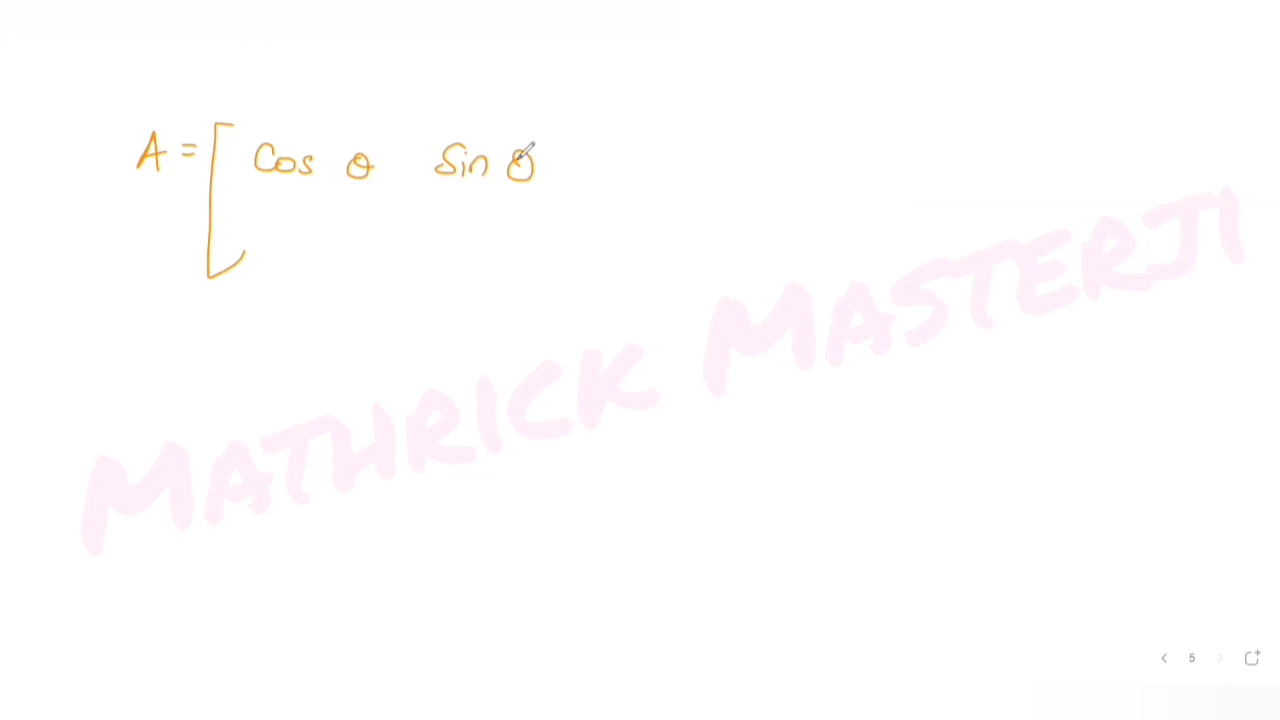 A = [ Cos θ Sin θ
MATHRICK MASTERJI
5